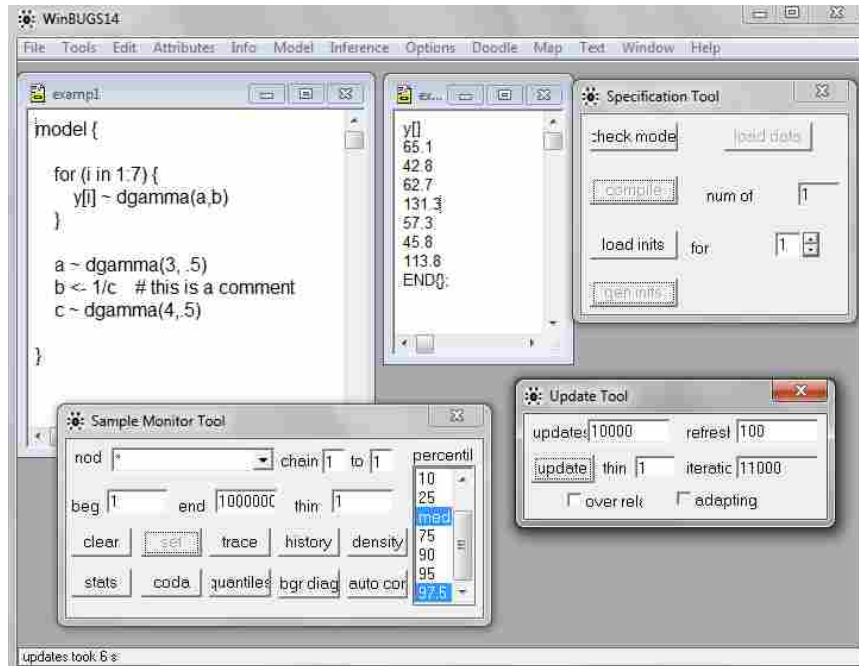 WinBUGS14
File Tools Edit Attributes Info Model Inference Options Doodle Map Text Window Help
exampl
model {
for (i in 1:7) {
y[i] ~ dgamma(a,b)
}
a ~ dgamma(3, .5)
b <- 1/c # this is a comment
c ~ dgamma(4,.5)
}
ex...
y[]
65.1
42.8
62.7
131.3
57.3
45.8
113.8
END{};
Specification Tool
check mode load data
compile num of 1
load inits for 1
gen inits
Sample Monitor Tool
nod * chain 1 to 1 percentil
beg 1 end 1000000 thin 1
10
25
med
75
90
95
97.5
clear set trace history density
stats coda quantiles bgr diag auto cor
Update Tool
updates 10000 refresh 100
update thin 1 iteratic 11000
over rela adapting
updates took 6 s